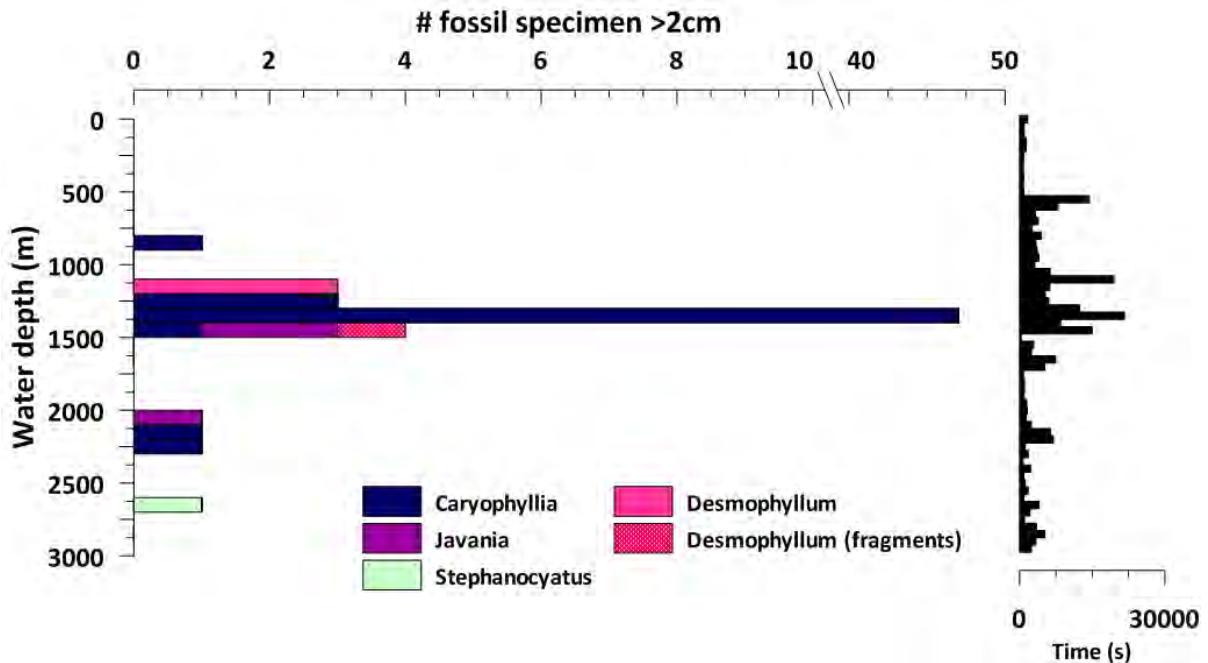 # fossil specimen >2cm
0 2 4 6 8 10 40 50
Water depth (m)
0
500
1000
1500
2000
2500
3000
Caryophyllia
Javania
Stephanocyatus
Desmophyllum
Desmophyllum (fragments)
0 30000
Time (s)